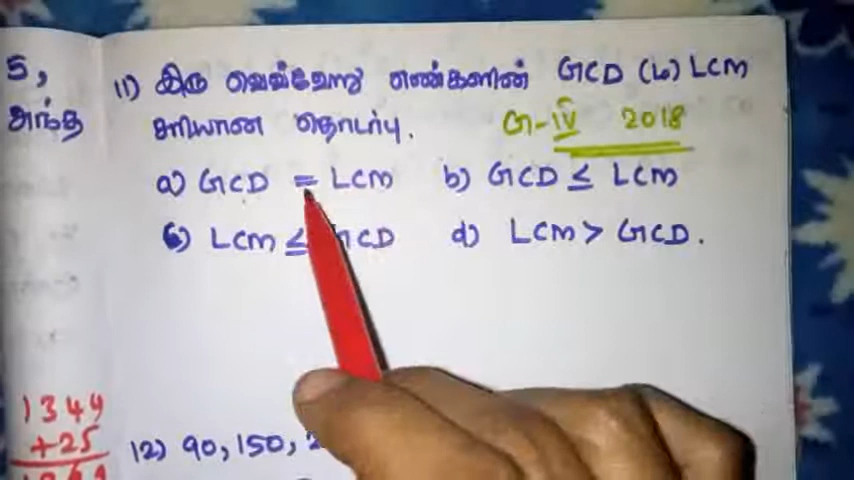 5,
அந்த
11) இரு வெவ்வேறு எண்களின் GCD (ம) LCM
சரியான தொடர்பு.
G-IV 2018
a) GCD = LCM b) GCD ≤ LCM
c) LCM ≤ GCD d) LCM > GCD.
1349
+25
12) 90, 150,